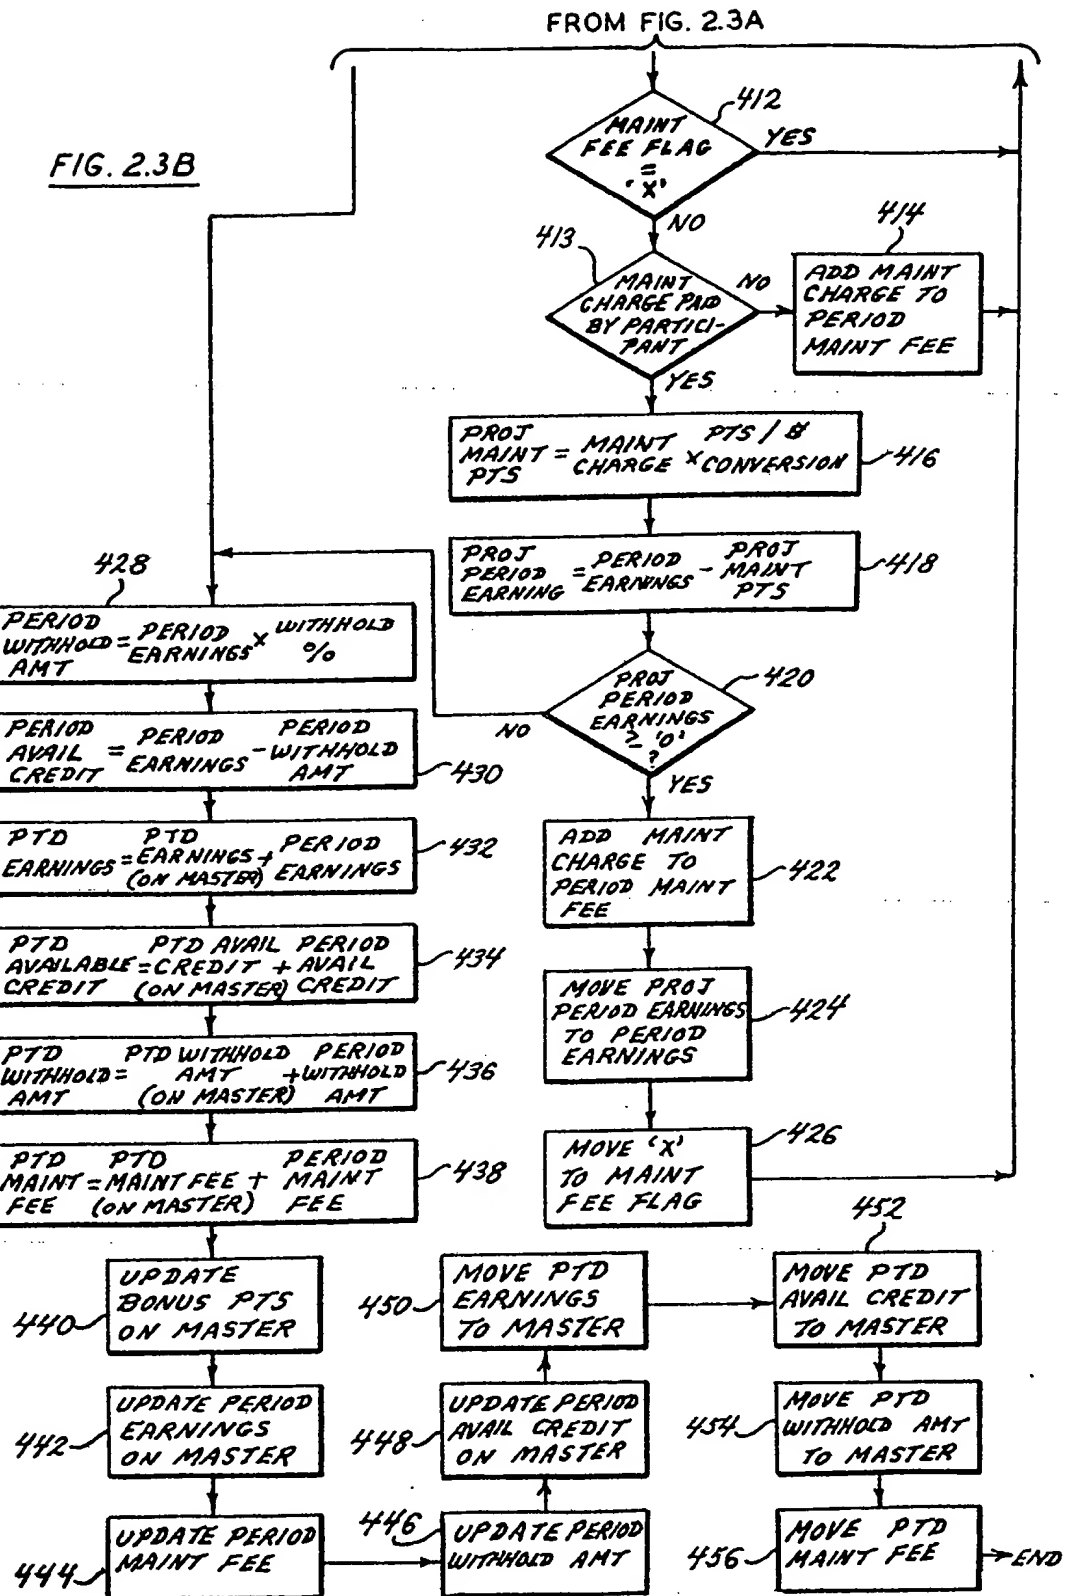 FROM FIG. 2.3A
FIG. 2.3B
412
MAINT
FEE FLAG
=
'X'
YES
NO
413
MAINT
CHARGE PAID
BY PARTICI-
PANT
NO
YES
414
ADD MAINT
CHARGE TO
PERIOD
MAINT FEE
PROJ
MAINT = MAINT × PTS / $
PTS CHARGE CONVERSION
416
PROJ
PERIOD = PERIOD - PROJ
EARNING EARNINGS MAINT
PTS
418
PROJ
PERIOD
EARNINGS
≥ '0'
?
420
NO
YES
ADD MAINT
CHARGE TO
PERIOD MAINT
FEE
422
MOVE PROJ
PERIOD EARNINGS
TO PERIOD
EARNINGS
424
MOVE 'X'
TO MAINT
FEE FLAG
426
428
PERIOD
WITHHOLD = PERIOD × WITHHOLD
AMT EARNINGS %
PERIOD PERIOD PERIOD
AVAIL = EARNINGS - WITHHOLD
CREDIT AMT
430
PTD PTD PERIOD
EARNINGS = EARNINGS + EARNINGS
(ON MASTER)
432
PTD PTD AVAIL PERIOD
AVAILABLE = CREDIT + AVAIL
CREDIT (ON MASTER) CREDIT
434
PTD PTD WITHHOLD PERIOD
WITHHOLD = AMT + WITHHOLD
AMT (ON MASTER) AMT
436
PTD PTD PERIOD
MAINT = MAINT FEE + MAINT
FEE (ON MASTER) FEE
438
UPDATE
BONUS PTS
ON MASTER
440
UPDATE PERIOD
EARNINGS
ON MASTER
442
UPDATE PERIOD
MAINT FEE
444
446
UPDATE PERIOD
WITHHOLD AMT
448
UPDATE PERIOD
AVAIL CREDIT
ON MASTER
450
MOVE PTD
EARNINGS
TO MASTER
452
MOVE PTD
AVAIL CREDIT
TO MASTER
454
MOVE PTD
WITHHOLD AMT
TO MASTER
456
MOVE PTD
MAINT FEE
END